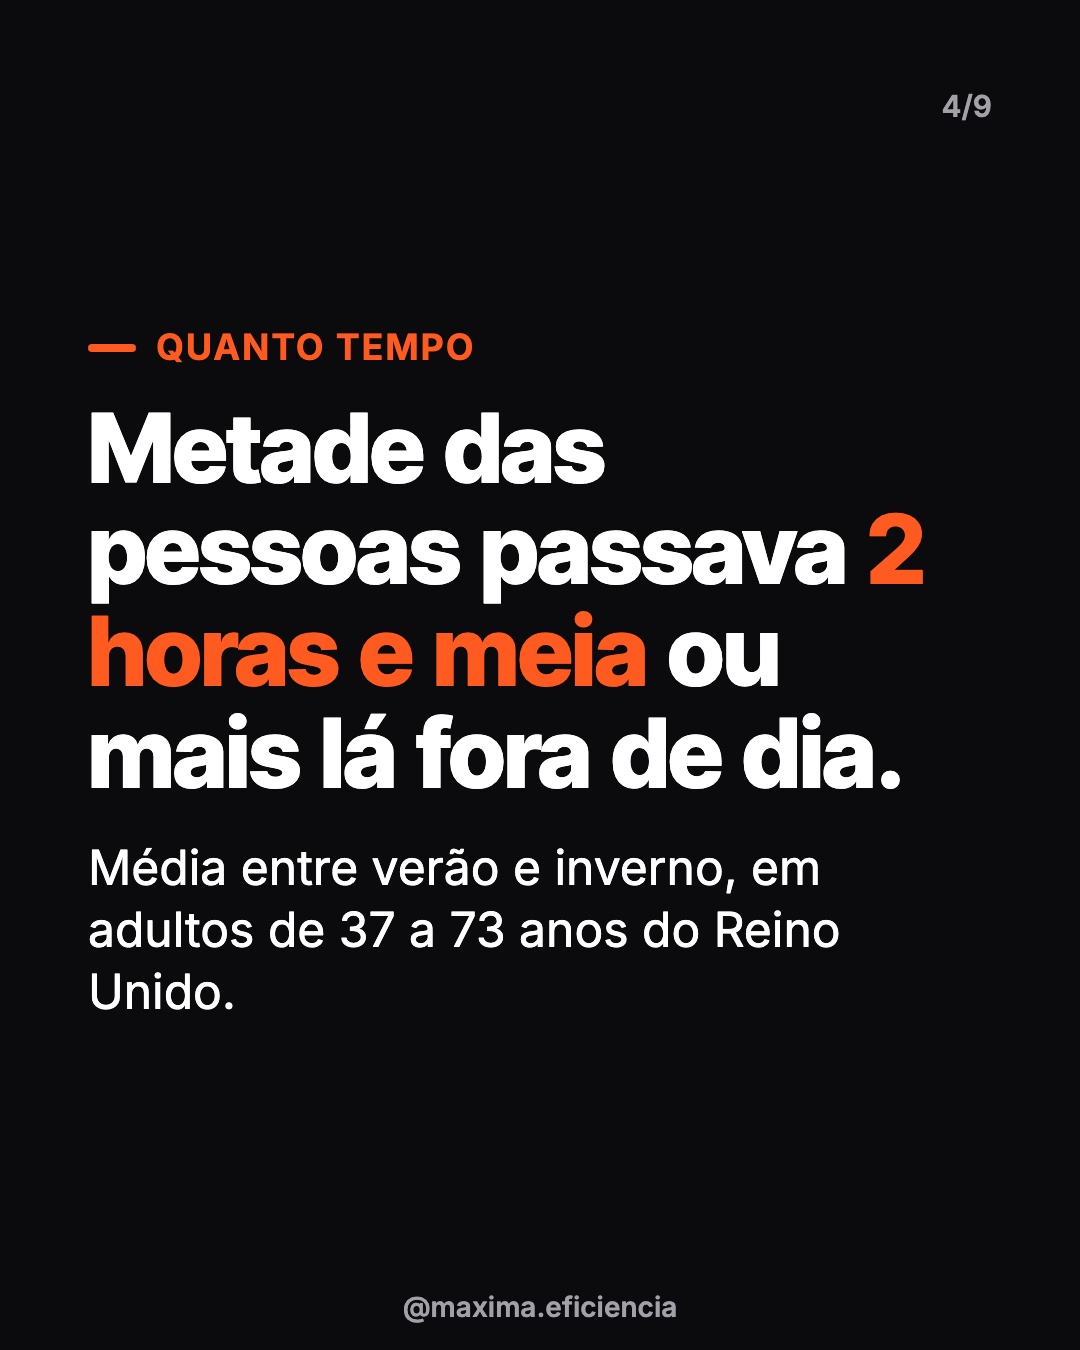 4/9
QUANTO TEMPO
Metade das
pessoas passava 2
horas e meia ou
mais lá fora de dia.
Média entre verão e inverno, em
adultos de 37 a 73 anos do Reino
Unido.
@maxima.eficiencia